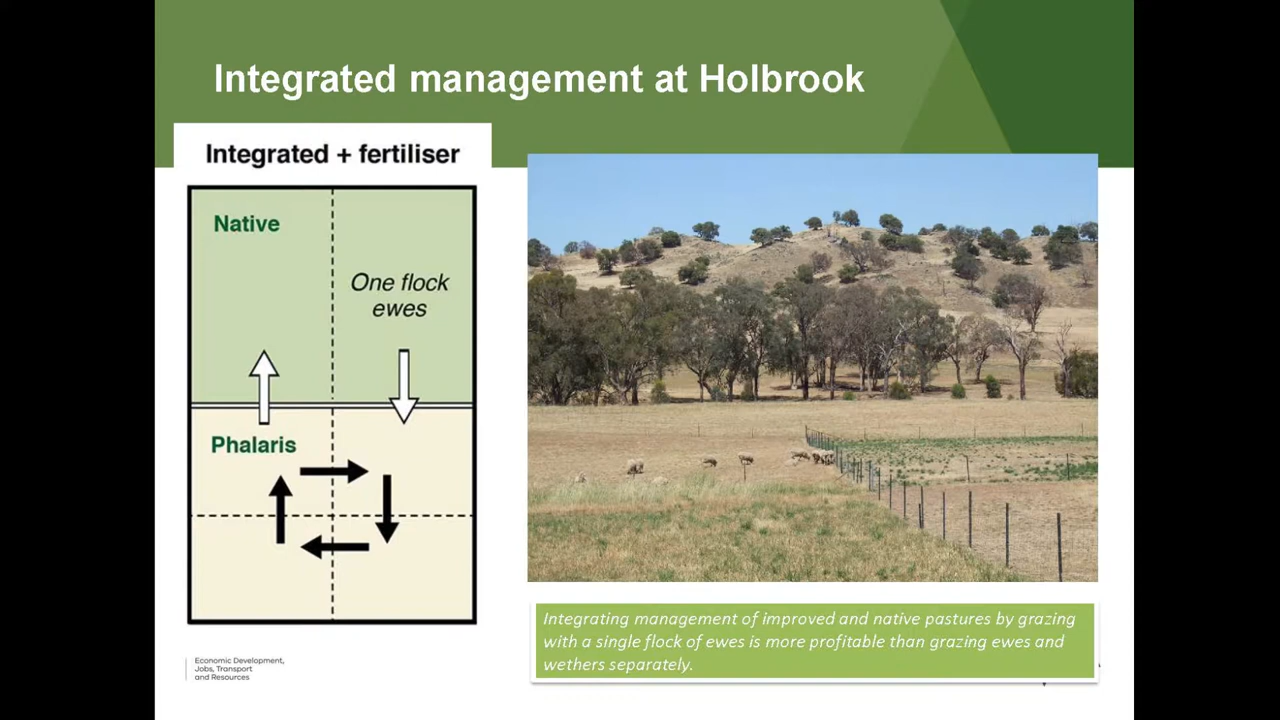 Integrated management at Holbrook
Integrated + fertiliser
Native
One flock
ewes
Phalaris
Integrating management of improved and native pastures by grazing
with a single flock of ewes is more profitable than grazing ewes and
wethers separately.
Economic Development,
Jobs, Transport
and Resources